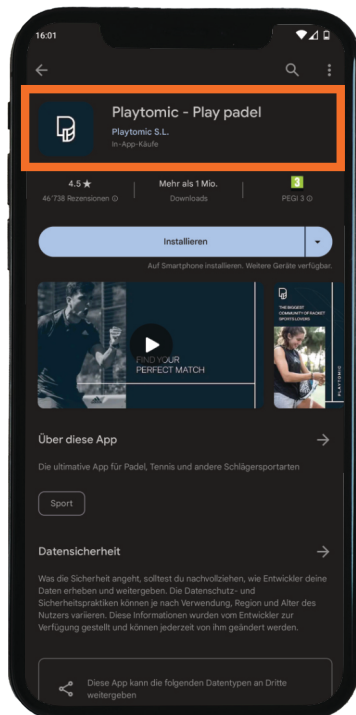 16:01
Playtomic - Play padel
Playtomic S.L.
In-App-Käufe
4.5 ★
Mehr als 1 Mio.
3
46'738 Rezensionen
Downloads
PEGI 3
Installieren
Auf Smartphone installieren. Weitere Geräte verfügbar.
FIND YOUR
PERFECT MATCH
THE BIGGEST
COMMUNITY OF RACKET
SPORTS LOVERS
PLAYTOMIC
Über diese App
Die ultimative App für Padel, Tennis und andere Schlägersportarten
Sport
Datensicherheit
Was die Sicherheit angeht, solltest du nachvollziehen, wie Entwickler deine
Daten erheben und weitergeben. Die Datenschutz- und
Sicherheitspraktiken können je nach Verwendung, Region und Alter des
Nutzers variieren. Diese Informationen wurden vom Entwickler zur
Verfügung gestellt und können jederzeit von ihm geändert werden.
Diese App kann die folgenden Datentypen an Dritte
weitergeben